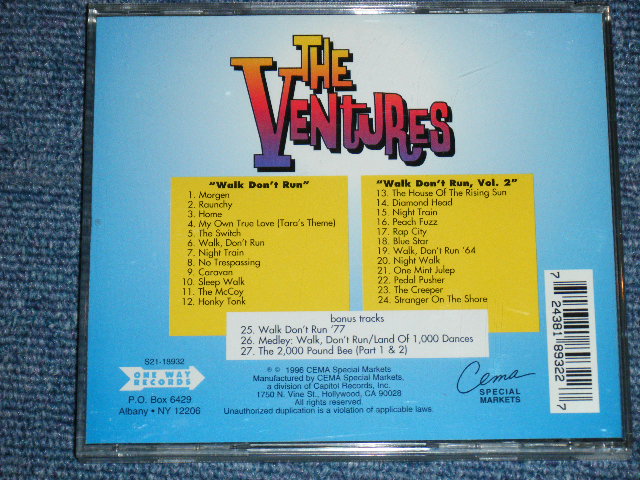 THE
VENTURES
"Walk Don't Run"
1. Morgen
2. Raunchy
3. Home
4. My Own True Love (Tara's Theme)
5. The Switch
6. Walk, Don't Run
7. Night Train
8. No Trespassing
9. Caravan
10. Sleep Walk
11. The McCoy
12. Honky Tonk
"Walk Don't Run, Vol. 2"
13. The House Of The Rising Sun
14. Diamond Head
15. Night Train
16. Peach Fuzz
17. Rap City
18. Blue Star
19. Walk, Don't Run '64
20. Night Walk
21. One Mint Julep
22. Pedal Pusher
23. The Creeper
24. Stranger On The Shore
bonus tracks
25. Walk Don't Run '77
26. Medley: Walk, Don't Run/Land Of 1,000 Dances
27. The 2,000 Pound Bee (Part 1 & 2)
S21-18932
ONE WAY
RECORDS
P.O. Box 6429
Albany • NY 12206
℗ © 1996 CEMA Special Markets
Manufactured by CEMA Special Markets,
a division of Capitol Records, Inc.
1750 N. Vine St., Hollywood, CA 90028
All rights reserved.
Unauthorized duplication is a violation of applicable laws.
Cema
SPECIAL
MARKETS
7 24381 89322 7